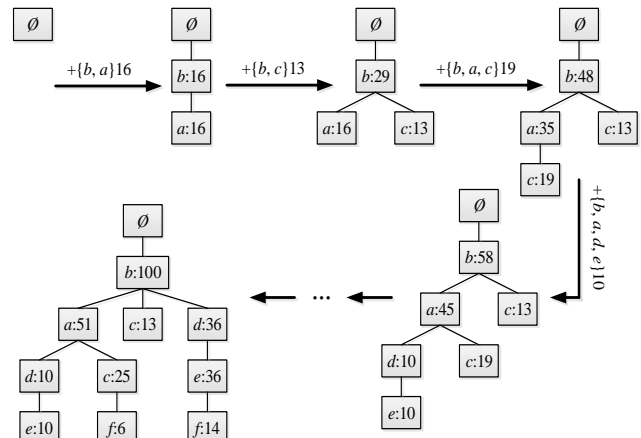 Ø
+{b, a}16
Ø
b:16
a:16
+{b, c}13
Ø
b:29
a:16 c:13
+{b, a, c}19
Ø
b:48
a:35 c:13
c:19
+{b, a, d, e}10
Ø
b:58
a:45 c:13
d:10 c:19
e:10
...
Ø
b:100
a:51 c:13 d:36
d:10 c:25 e:36
e:10 f:6 f:14